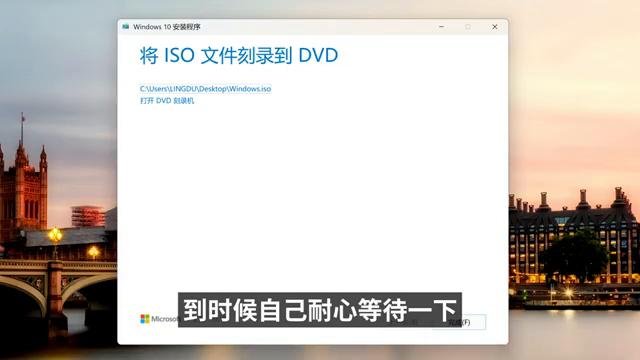 Windows 10 安装程序
将 ISO 文件刻录到 DVD
C:\Users\LINGDU\Desktop\Windows.iso
打开 DVD 刻录机
Microsoft
完成(F)
到时候自己耐心等待一下